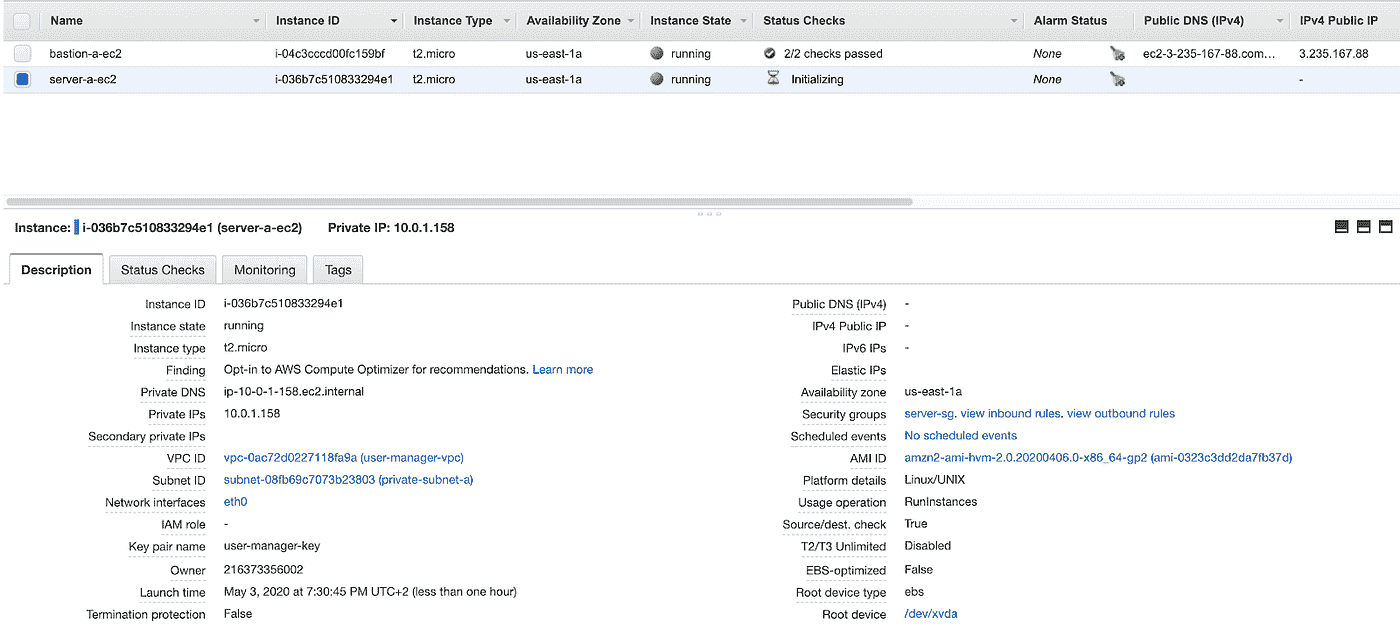 Name Instance ID Instance Type Availability Zone Instance State Status Checks Alarm Status Public DNS (IPv4) IPv4 Public IP
bastion-a-ec2 i-04c3cccd00fc159bf t2.micro us-east-1a running 2/2 checks passed None ec2-3-235-167-88.com... 3.235.167.88
server-a-ec2 i-036b7c510833294e1 t2.micro us-east-1a running Initializing None -
Instance: i-036b7c510833294e1 (server-a-ec2) Private IP: 10.0.1.158
Description Status Checks Monitoring Tags
Instance ID i-036b7c510833294e1 Public DNS (IPv4) -
Instance state running IPv4 Public IP -
Instance type t2.micro IPv6 IPs -
Finding Opt-in to AWS Compute Optimizer for recommendations. Learn more Elastic IPs
Private DNS ip-10-0-1-158.ec2.internal Availability zone us-east-1a
Private IPs 10.0.1.158 Security groups server-sg. view inbound rules. view outbound rules
Secondary private IPs Scheduled events No scheduled events
VPC ID vpc-0ac72d0227118fa9a (user-manager-vpc) AMI ID amzn2-ami-hvm-2.0.20200406.0-x86_64-gp2 (ami-0323c3dd2da7fb37d)
Subnet ID subnet-08fb69c7073b23803 (private-subnet-a) Platform details Linux/UNIX
Network interfaces eth0 Usage operation RunInstances
IAM role - Source/dest. check True
Key pair name user-manager-key T2/T3 Unlimited Disabled
Owner 216373356002 EBS-optimized False
Launch time May 3, 2020 at 7:30:45 PM UTC+2 (less than one hour) Root device type ebs
Termination protection False Root device /dev/xvda